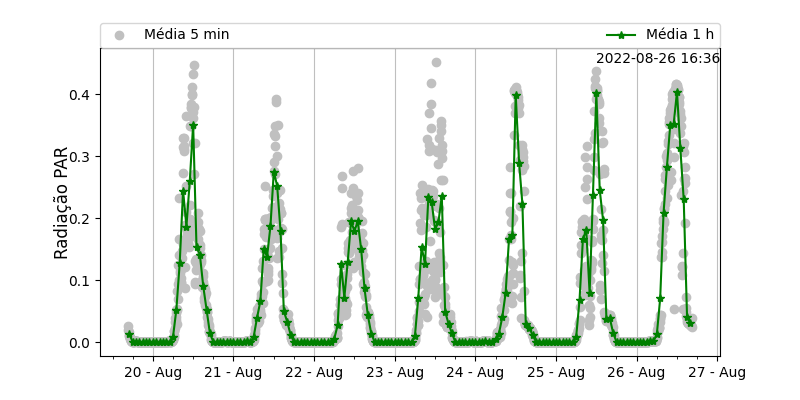 Média 5 min
Média 1 h
2022-08-26 16:36
Radiação PAR
0.4
0.3
0.2
0.1
0.0
20 - Aug
21 - Aug
22 - Aug
23 - Aug
24 - Aug
25 - Aug
26 - Aug
27 - Aug